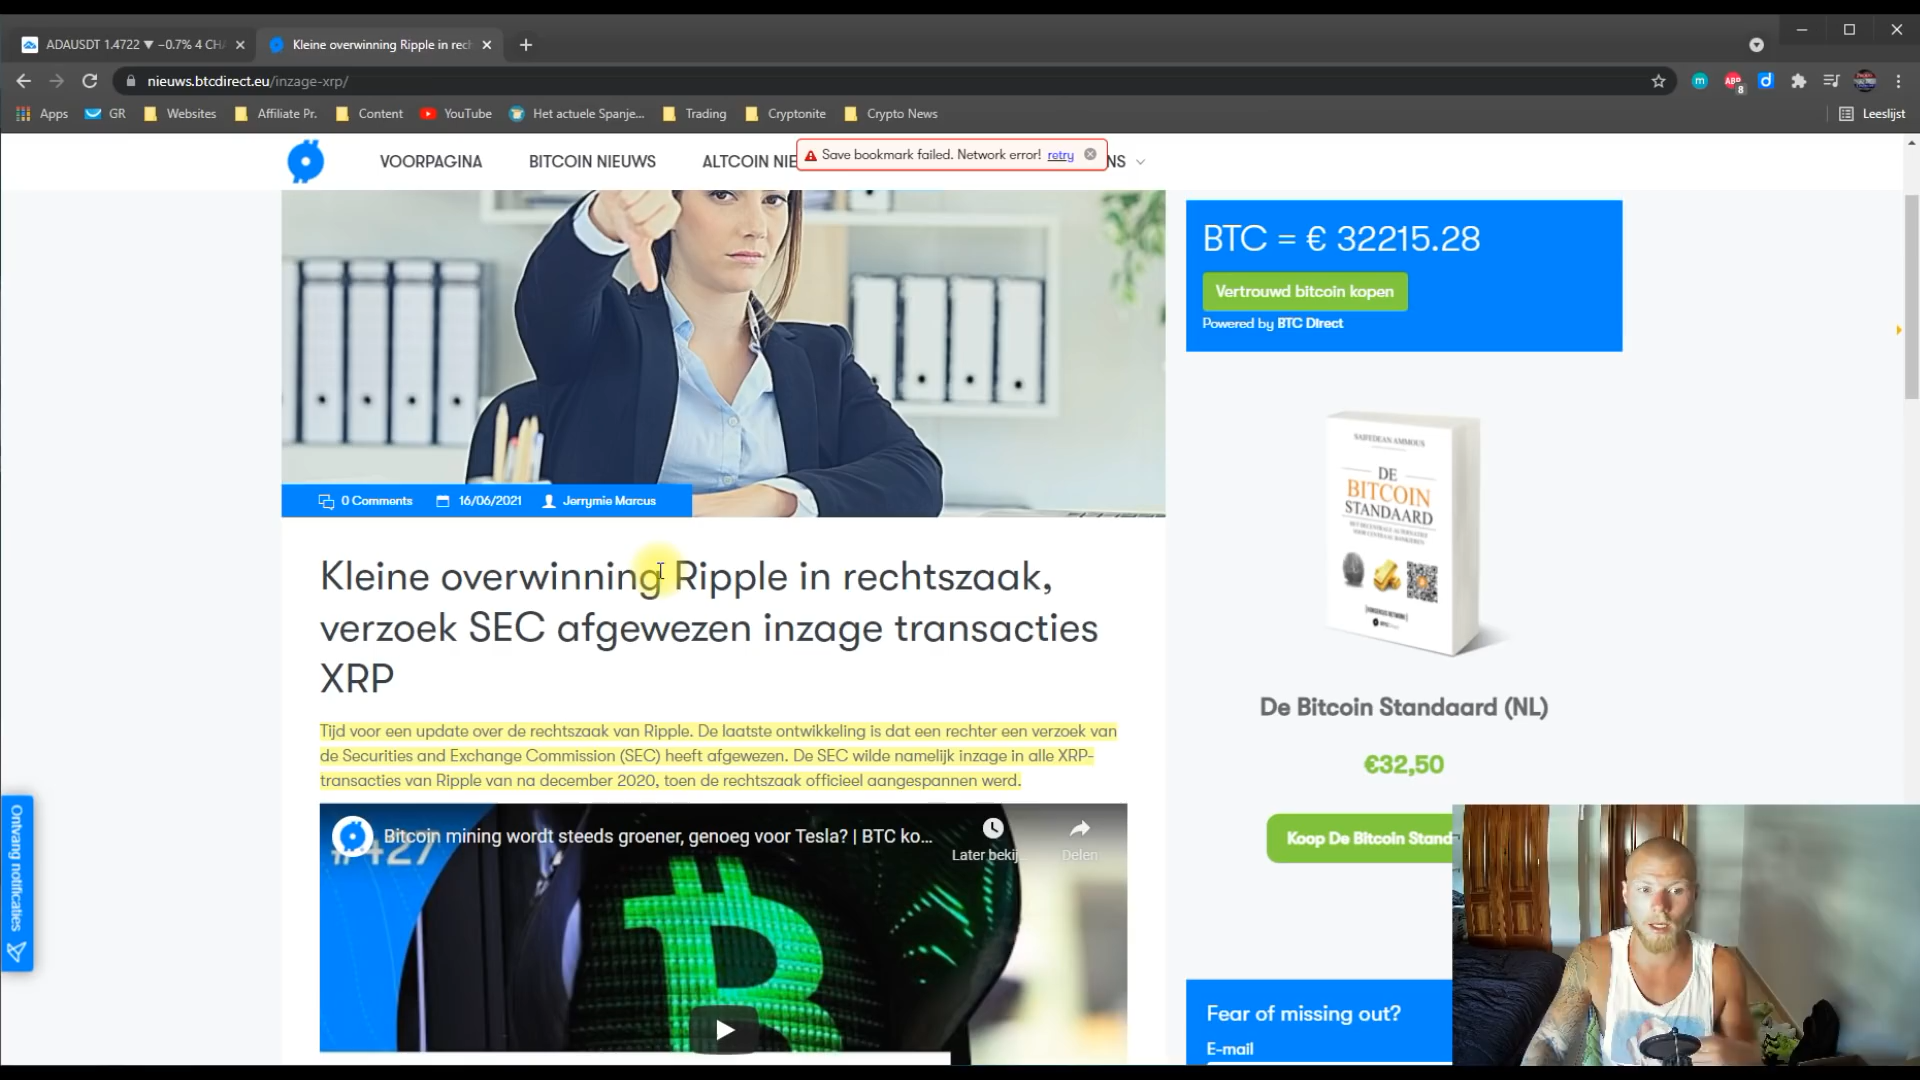 ADAUSDT 1.4722 ▼ −0.7% 4 CH
Kleine overwinning Ripple in rec
nieuws.btcdirect.eu/inzage-xrp/
Apps
GR
Websites
Affiliate Pr.
Content
YouTube
Het actuele Spanje...
Trading
Cryptonite
Crypto News
Leeslijst
ABP
8
VOORPAGINA
BITCOIN NIEUWS
ALTCOIN NIE
NS
Save bookmark failed. Network error! retry
BTC = € 32215.28
Vertrouwd bitcoin kopen
Powered by BTC Direct
0 Comments
16/06/2021
Jerrymie Marcus
Kleine overwinning Ripple in rechtszaak,
verzoek SEC afgewezen inzage transacties
XRP
Tijd voor een update over de rechtszaak van Ripple. De laatste ontwikkeling is dat een rechter een verzoek van
de Securities and Exchange Commission (SEC) heeft afgewezen. De SEC wilde namelijk inzage in alle XRP-
transacties van Ripple van na december 2020, toen de rechtszaak officieel aangespannen werd.
#427
Bitcoin mining wordt steeds groener, genoeg voor Tesla? | BTC ko...
Later bekij...
Delen
SAIFEDEAN AMMOUS
DE
BITCOIN
STANDAARD
De Bitcoin Standaard (NL)
€32,50
Koop De Bitcoin Stand
Fear of missing out?
E-mail
Ontvang notificaties